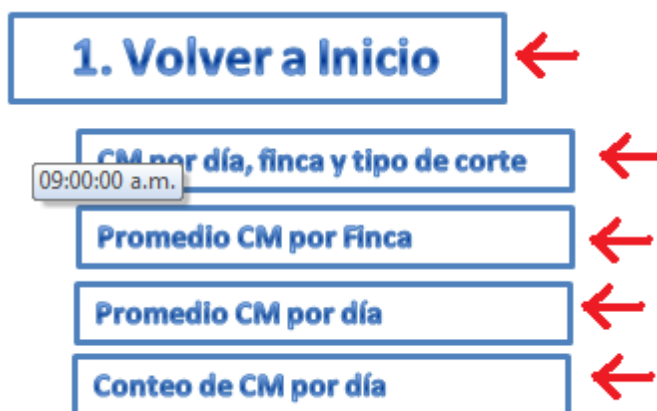 1. Volver a Inicio
CM por día, finca y tipo de corte
09:00:00 a.m.
Promedio CM por Finca
Promedio CM por día
Conteo de CM por día